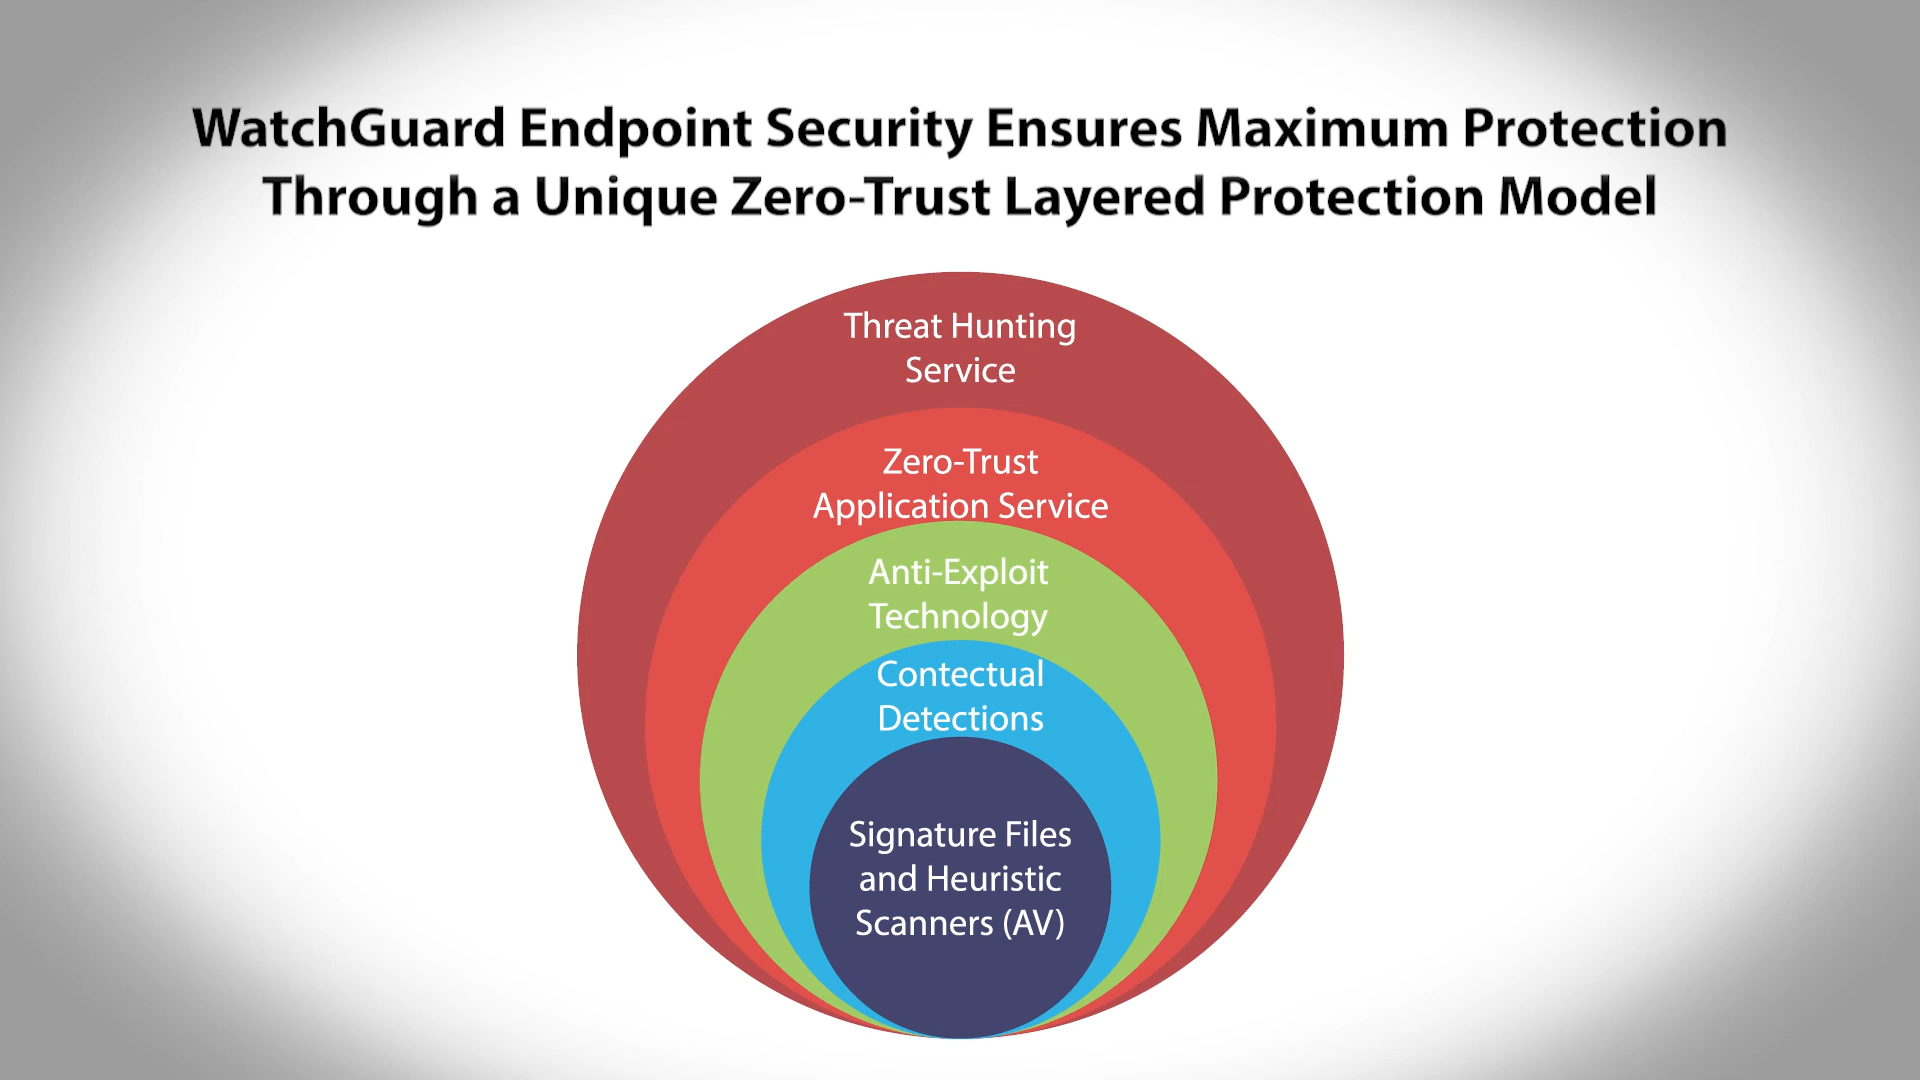 WatchGuard Endpoint Security Ensures Maximum Protection
Through a Unique Zero-Trust Layered Protection Model
Threat Hunting
Service
Zero-Trust
Application Service
Anti-Exploit
Technology
Contectual
Detections
Signature Files
and Heuristic
Scanners (AV)